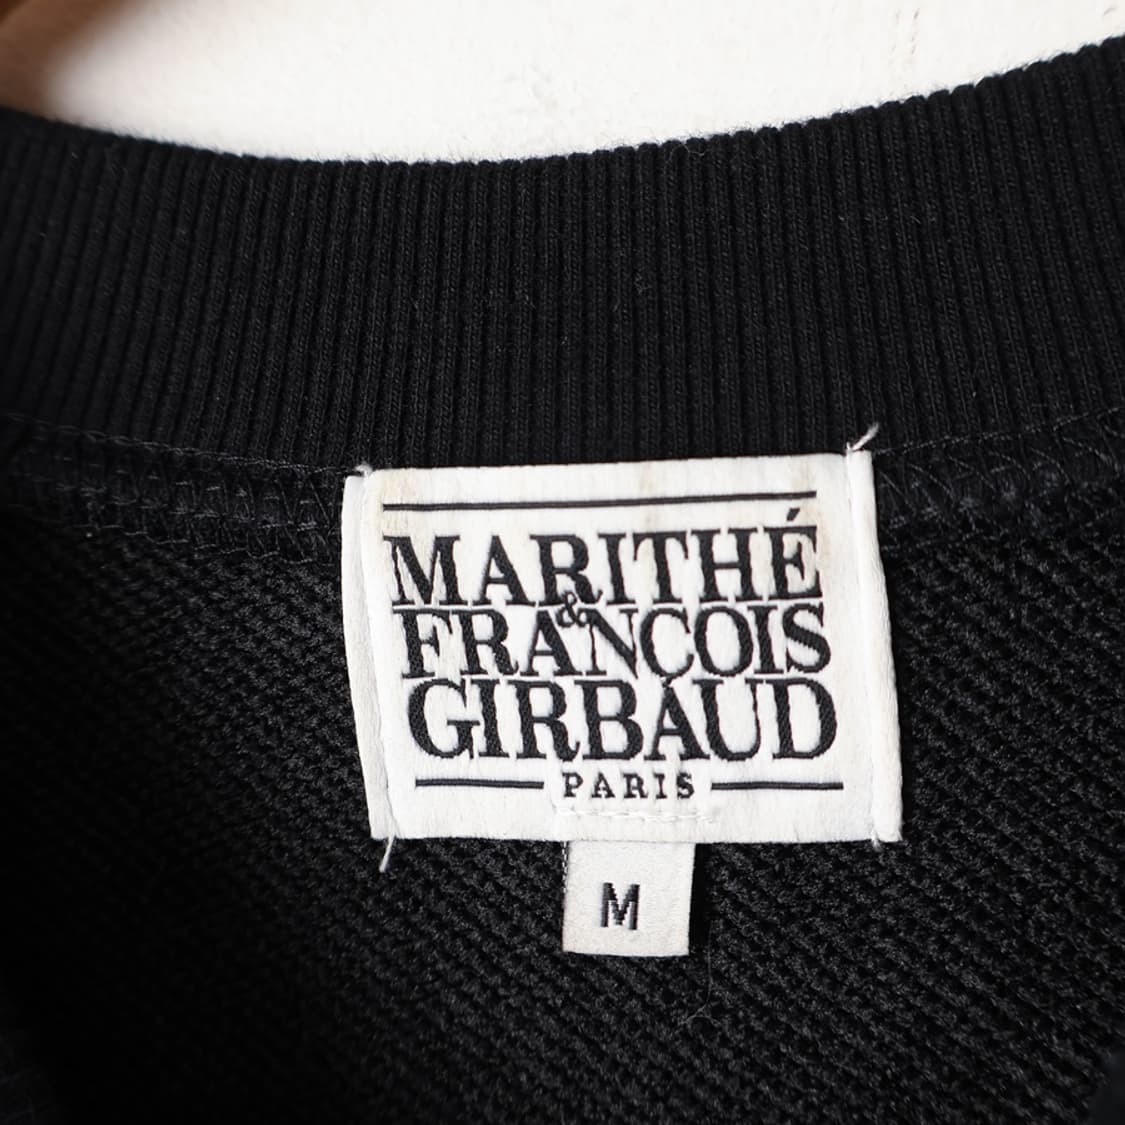 MARITHÉ
&
FRANÇOIS
GIRBAUD
PARIS
M